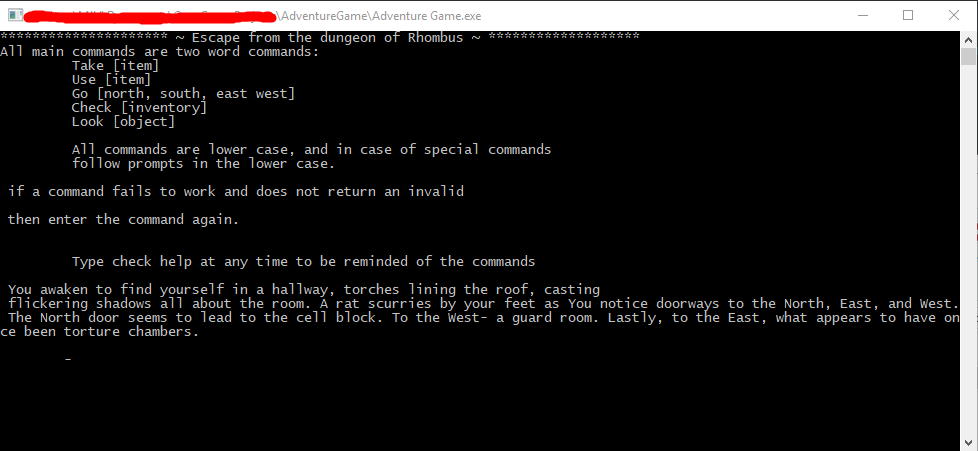 \AdventureGame\Adventure Game.exe
********************* ~ Escape from the dungeon of Rhombus ~ *******************
All main commands are two word commands:
Take [item]
Use [item]
Go [north, south, east west]
Check [inventory]
Look [object]
All commands are lower case, and in case of special commands
follow prompts in the lower case.
if a command fails to work and does not return an invalid
then enter the command again.
Type check help at any time to be reminded of the commands
You awaken to find yourself in a hallway, torches lining the roof, casting
flickering shadows all about the room. A rat scurries by your feet as You notice doorways to the North, East, and West.
The North door seems to lead to the cell block. To the West- a guard room. Lastly, to the East, what appears to have on
ce been torture chambers.
_